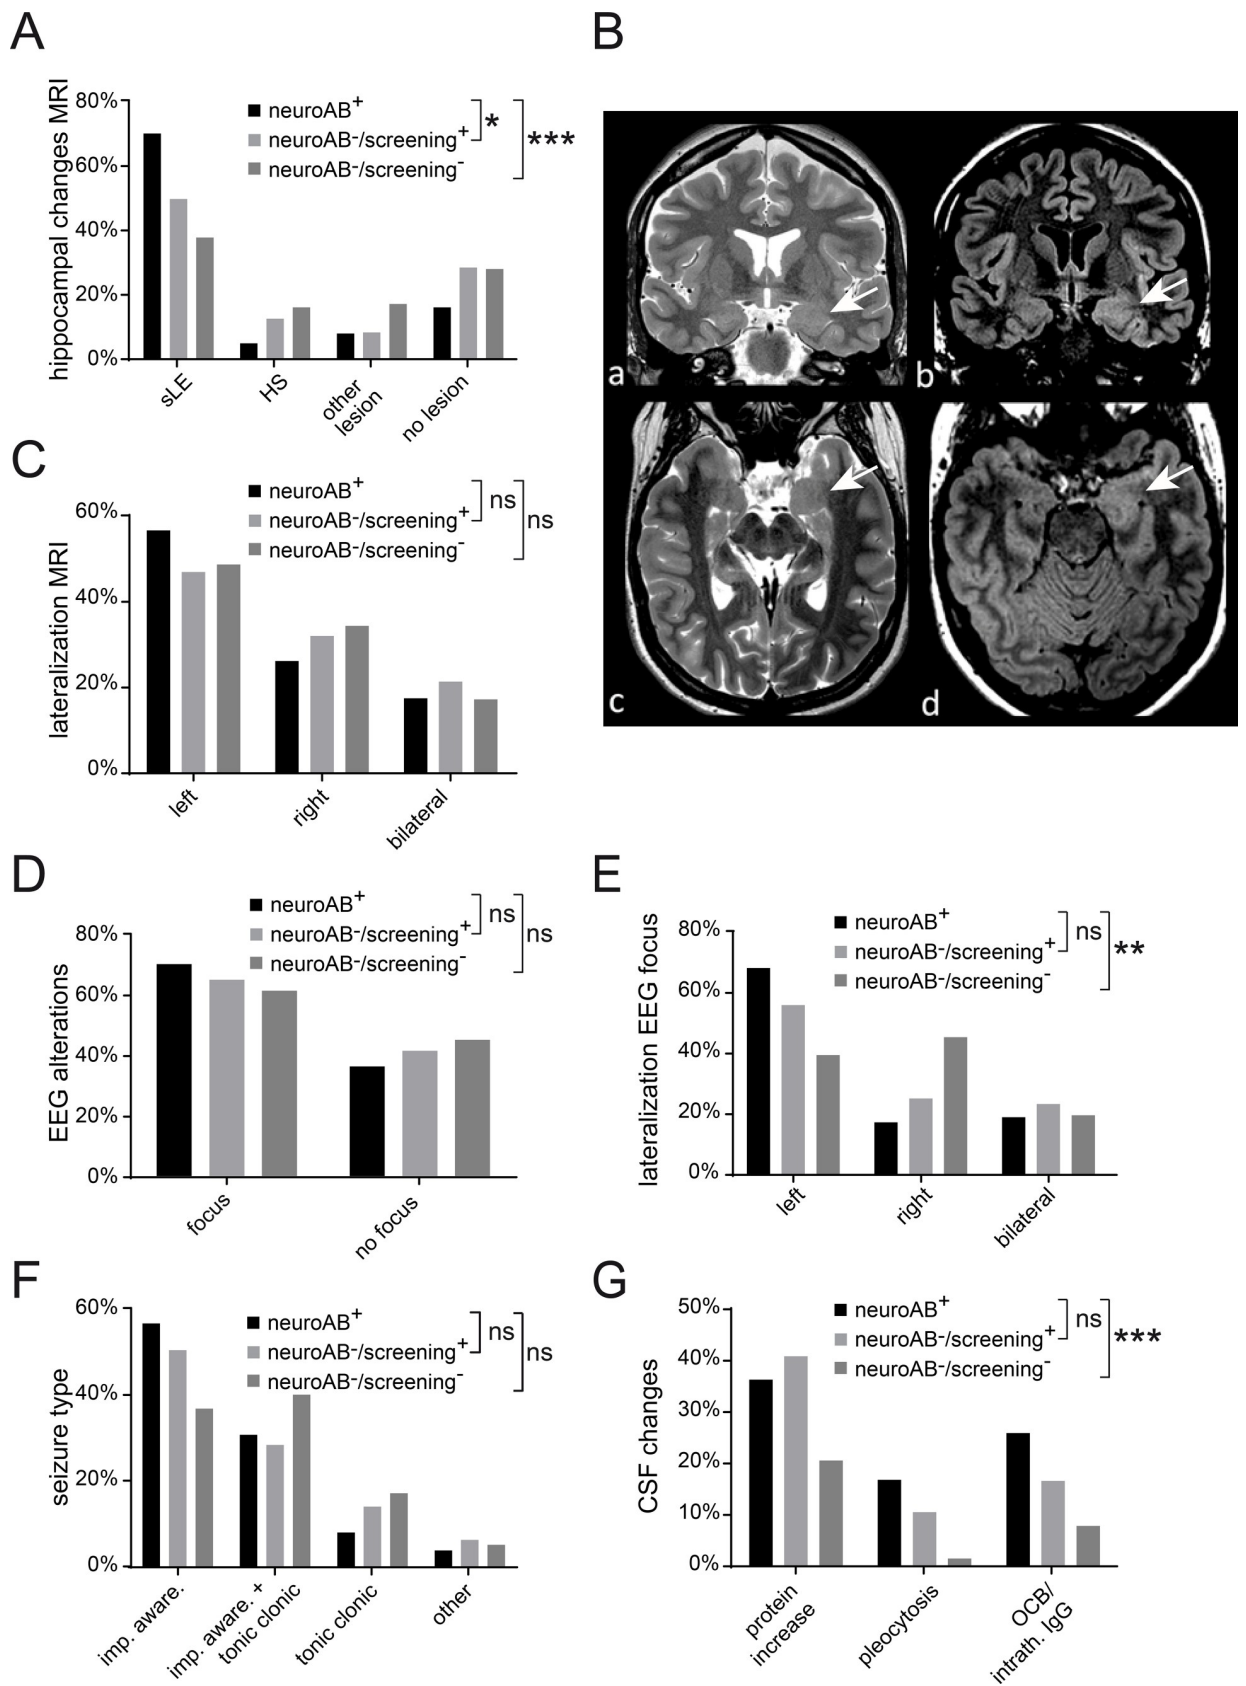 A
hippocampal changes MRI
80%
60%
40%
20%
0%
neuroAB+
neuroAB-/screening+
neuroAB-/screening-
*
***
sLE
HS
other
lesion
no lesion
B
a
b
c
d
C
lateralization MRI
60%
40%
20%
0%
neuroAB+
neuroAB-/screening+
neuroAB-/screening-
ns
ns
left
right
bilateral
D
EEG alterations
80%
60%
40%
20%
0%
neuroAB+
neuroAB-/screening+
neuroAB-/screening-
ns
ns
focus
no focus
E
lateralization EEG focus
80%
60%
40%
20%
0%
neuroAB+
neuroAB-/screening+
neuroAB-/screening-
ns
**
left
right
bilateral
F
seizure type
60%
40%
20%
0%
neuroAB+
neuroAB-/screening+
neuroAB-/screening-
ns
ns
imp. aware.
imp. aware. +
tonic clonic
tonic clonic
other
G
CSF changes
50%
40%
30%
20%
10%
0%
neuroAB+
neuroAB-/screening+
neuroAB-/screening-
ns
***
protein
increase
pleocytosis
OCB/
intrath. IgG